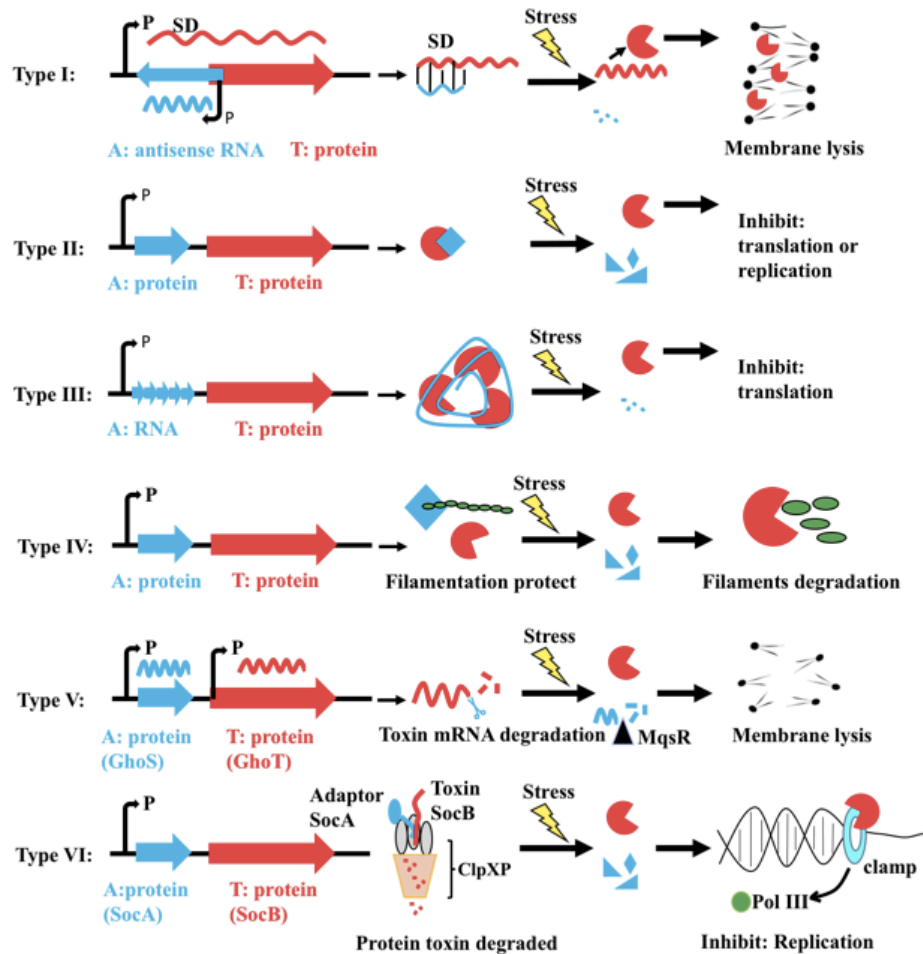 P
SD
SD
Stress
Type I:
P
A: antisense RNA
T: protein
Membrane lysis
P
Stress
Type II:
Inhibit:
translation or
replication
A: protein
T: protein
P
Stress
Type III:
Inhibit:
translation
A: RNA
T: protein
P
Stress
Type IV:
A: protein
T: protein
Filamentation protect
Filaments degradation
P
P
Stress
Type V:
A: protein
(GhoS)
T: protein
(GhoT)
Toxin mRNA degradation
MqsR
Membrane lysis
P
Adaptor
SocA
Toxin
SocB
Stress
Type VI:
ClpXP
clamp
A:protein
(SocA)
T: protein
(SocB)
Pol III
Protein toxin degraded
Inhibit: Replication